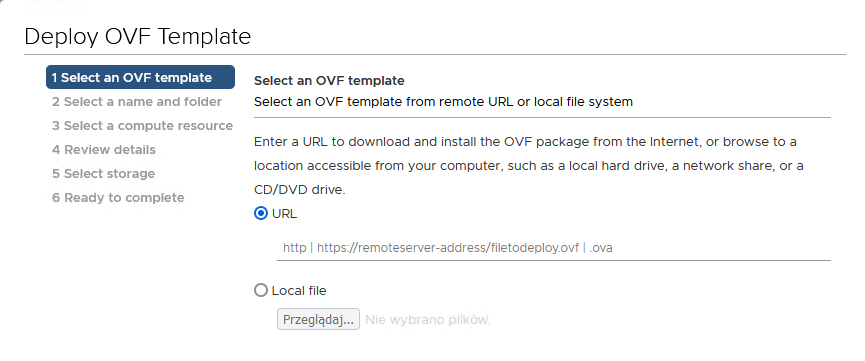 Deploy OVF Template
1 Select an OVF template
2 Select a name and folder
3 Select a compute resource
4 Review details
5 Select storage
6 Ready to complete
Select an OVF template
Select an OVF template from remote URL or local file system
Enter a URL to download and install the OVF package from the Internet, or browse to a
location accessible from your computer, such as a local hard drive, a network share, or a
CD/DVD drive.
URL
http | https://remoteserver-address/filetodeploy.ovf | .ova
Local file
Przeglądaj... Nie wybrano plików.